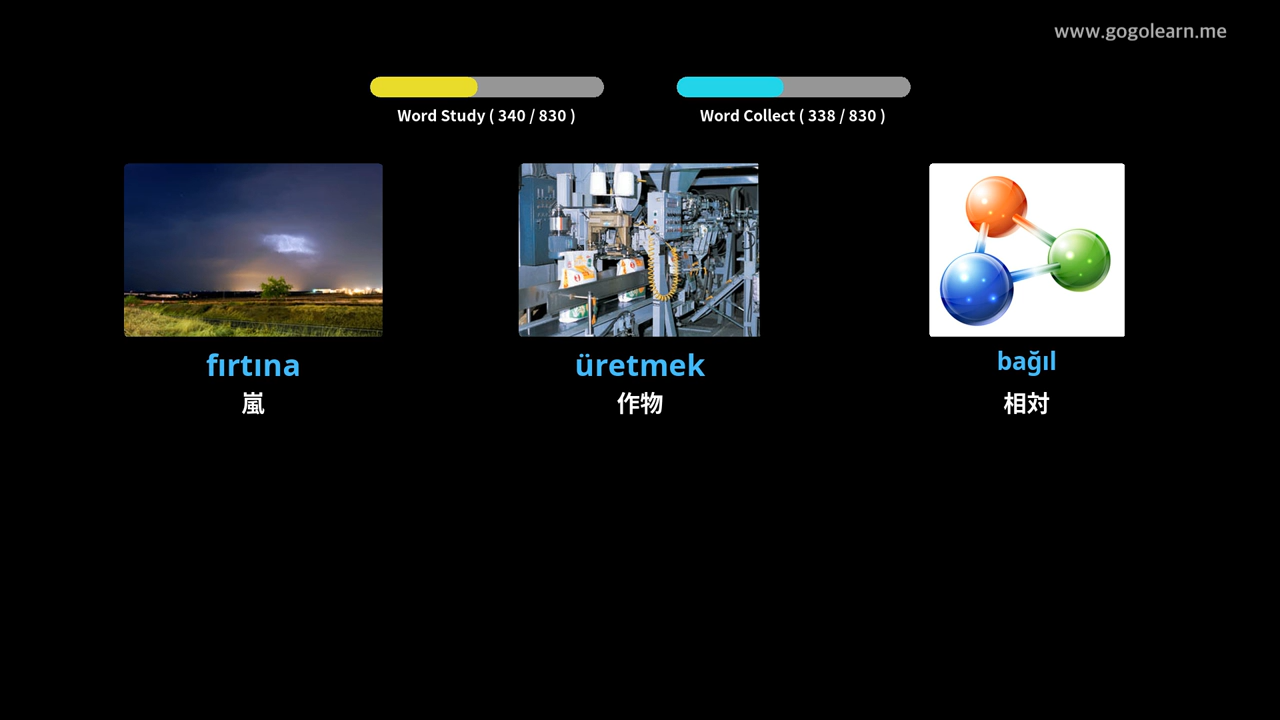 www.gogolearn.me
Word Study ( 340 / 830 )
Word Collect ( 338 / 830 )
fırtına
üretmek
bağıl
嵐
作物
相対